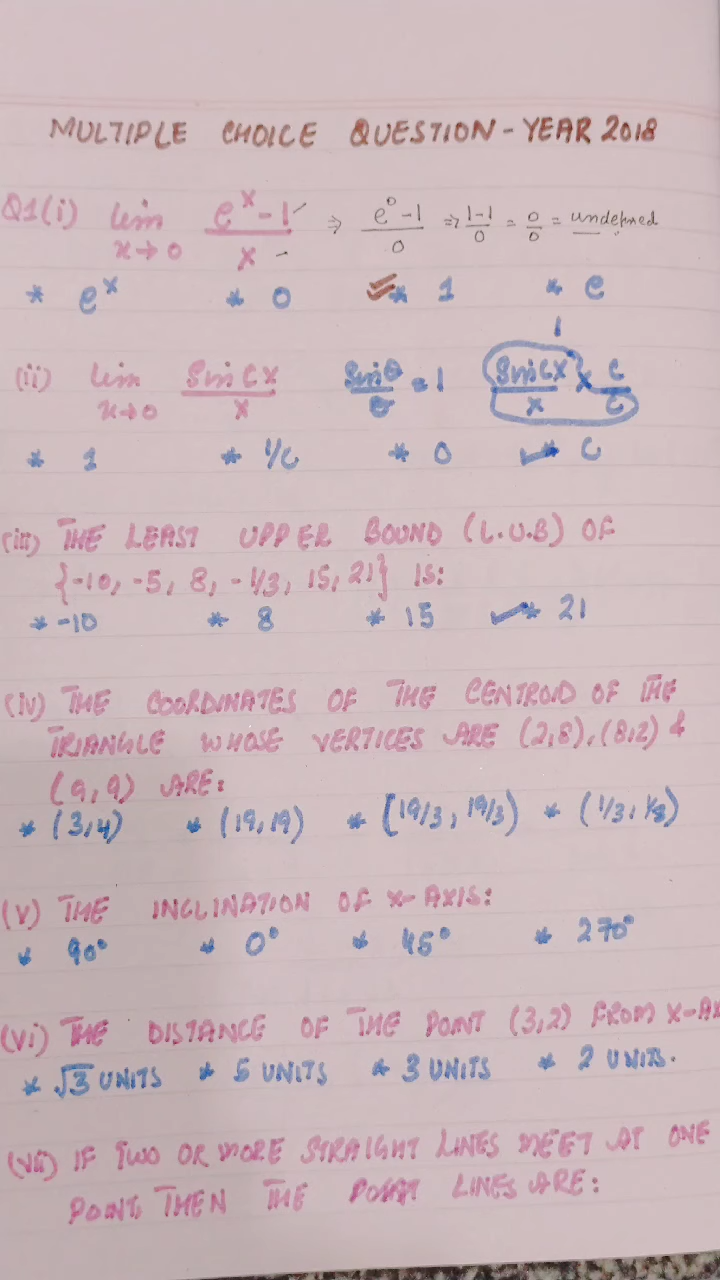 MULTIPLE CHOICE QUESTION - YEAR 2018
Q1(i) lim x→0 (e^x - 1)/x ⇒ (e^0 - 1)/0 ⇒ (1-1)/0 = 0/0 = undefined
* e^x * 0 ✓* 1 * e
(ii) lim x→0 Sin Cx/x Sinθ/θ = 1 Sin Cx/x × C/C 1
* 1 * 1/C * 0 ✓* C
(iii) THE LEAST UPPER BOUND (L.U.B) OF
{-10, -5, 8, -1/3, 15, 21} IS:
* -10 * 8 * 15 ✓* 21
(iv) THE COORDINATES OF THE CENTROID OF THE
TRIANGLE WHOSE VERTICES ARE (2,8), (8,2) &
(9,9) ARE:
* (3,4) * (19,19) * [19/3, 19/3) * (1/3, 1/3)
(v) THE INCLINATION OF X-AXIS:
* 90° * 0° * 45° * 270°
(vi) THE DISTANCE OF THE POINT (3,2) FROM X-AX
* √3 UNITS * 5 UNITS * 3 UNITS * 2 UNITS.
(vii) IF TWO OR MORE STRAIGHT LINES MEET AT ONE
POINT, THEN THE LINES ARE: